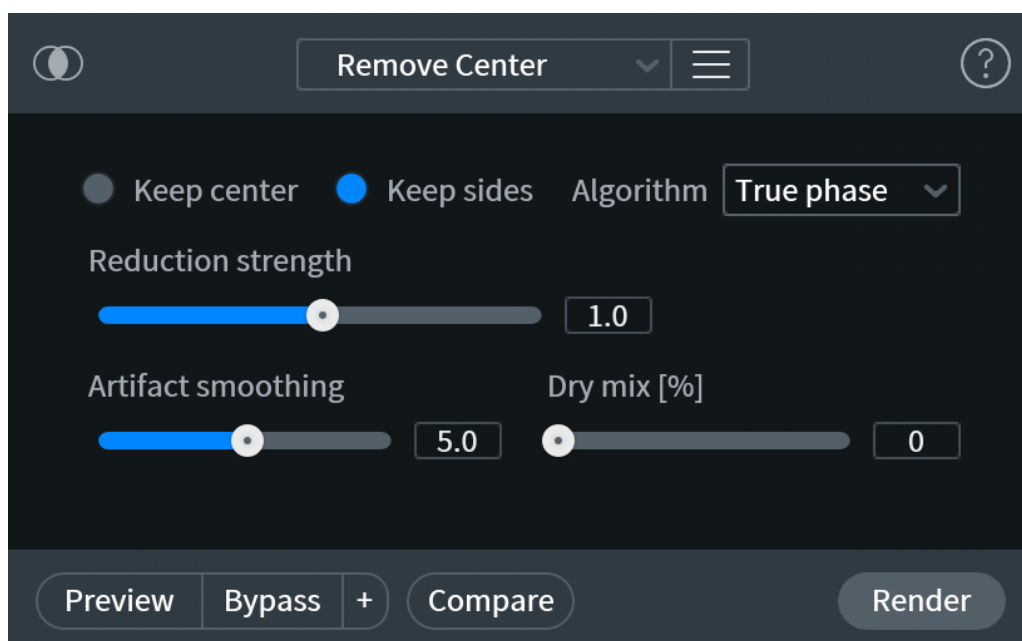 Remove Center
?
Keep center Keep sides Algorithm True phase
Reduction strength
1.0
Artifact smoothing Dry mix [%]
5.0 0
Preview Bypass + Compare Render